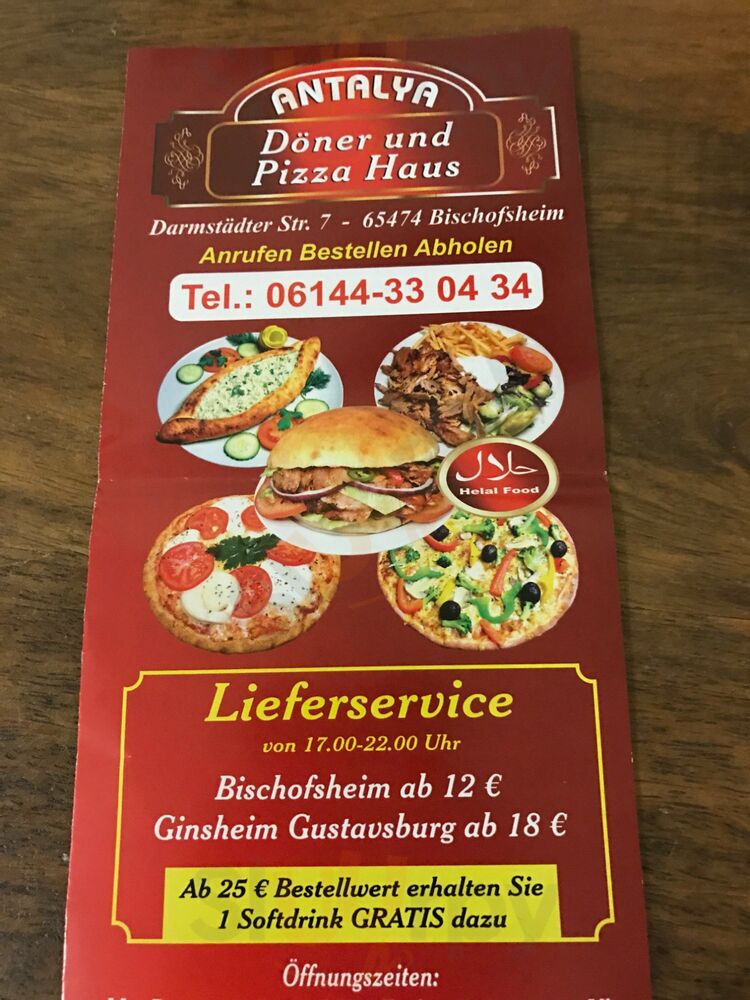 ANTALYA
Döner und
Pizza Haus
Darmstädter Str. 7 - 65474 Bischofsheim
Anrufen Bestellen Abholen
Tel.: 06144-33 04 34
حلال
Helal Food
Lieferservice
von 17.00-22.00 Uhr
Bischofsheim ab 12 €
Ginsheim Gustavsburg ab 18 €
Ab 25 € Bestellwert erhalten Sie
1 Softdrink GRATIS dazu
Öffnungszeiten: